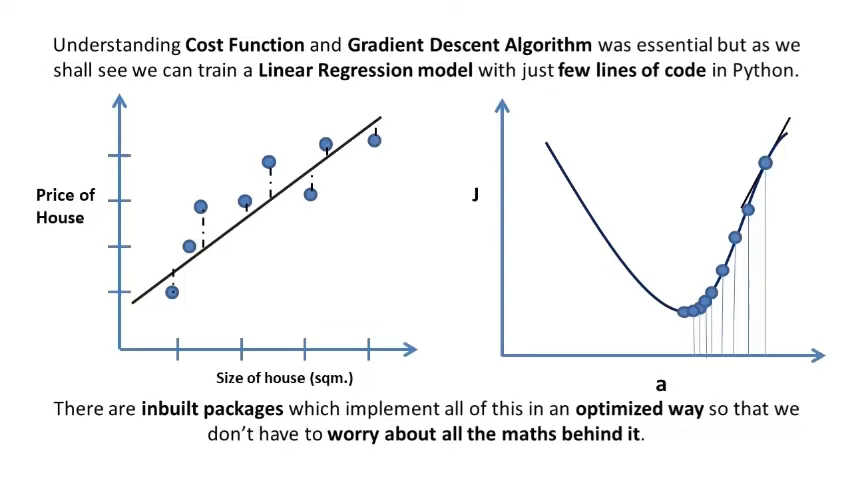 Understanding Cost Function and Gradient Descent Algorithm was essential but as we
shall see we can train a Linear Regression model with just few lines of code in Python.
Price of
House
Size of house (sqm.)
J
a
There are inbuilt packages which implement all of this in an optimized way so that we
don't have to worry about all the maths behind it.